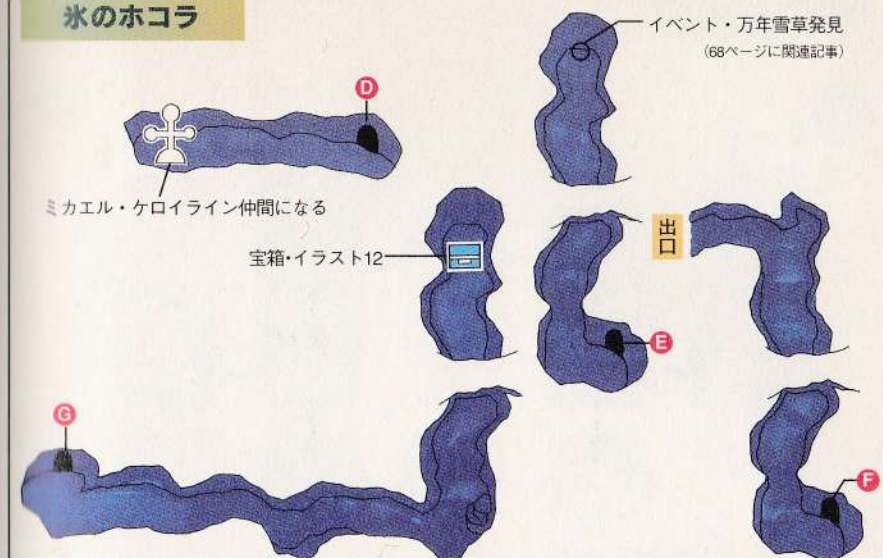 氷のホコラ
イベント・万年雪草発見
(68ページに関連記事)
D
ミカエル・ケロイライン仲間になる
宝箱・イラスト12
出口
E
G
F